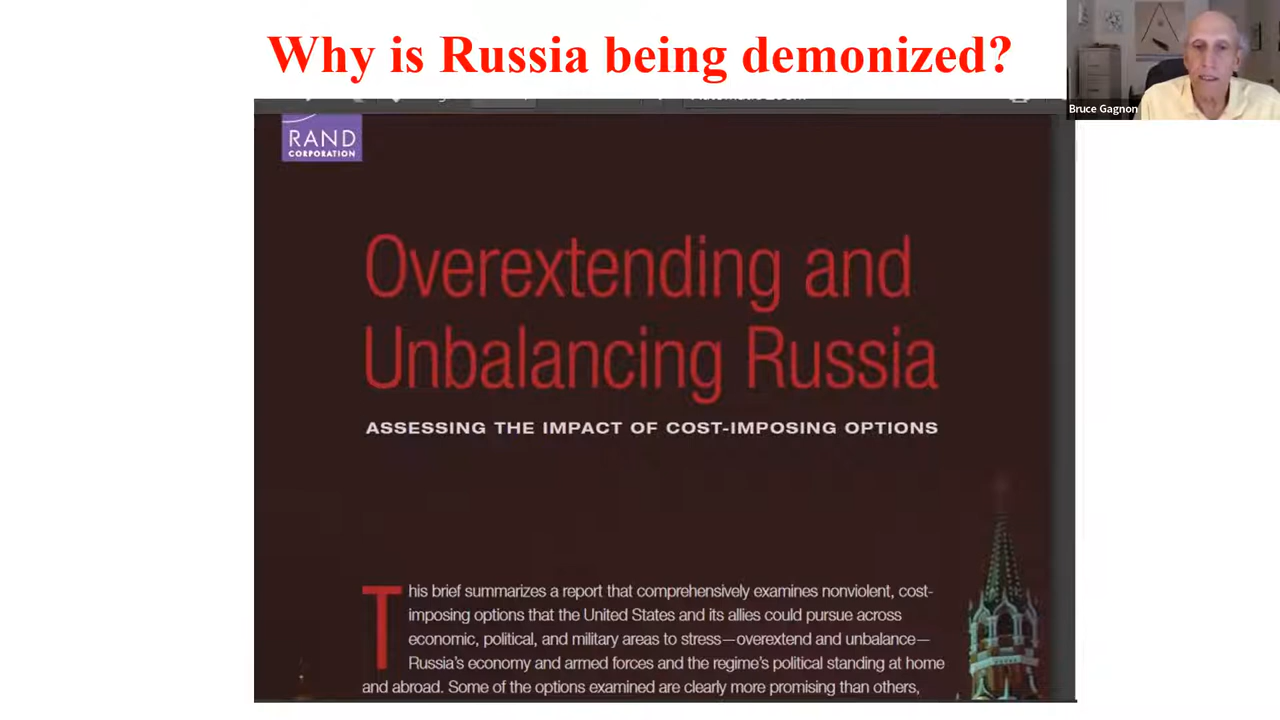 Why is Russia being demonized?
Bruce Gagnon
RAND
CORPORATION
Overextending and
Unbalancing Russia
ASSESSING THE IMPACT OF COST-IMPOSING OPTIONS
This brief summarizes a report that comprehensively examines nonviolent, cost-
imposing options that the United States and its allies could pursue across
economic, political, and military areas to stress—overextend and unbalance—
Russia's economy and armed forces and the regime's political standing at home
and abroad. Some of the options examined are clearly more promising than others,